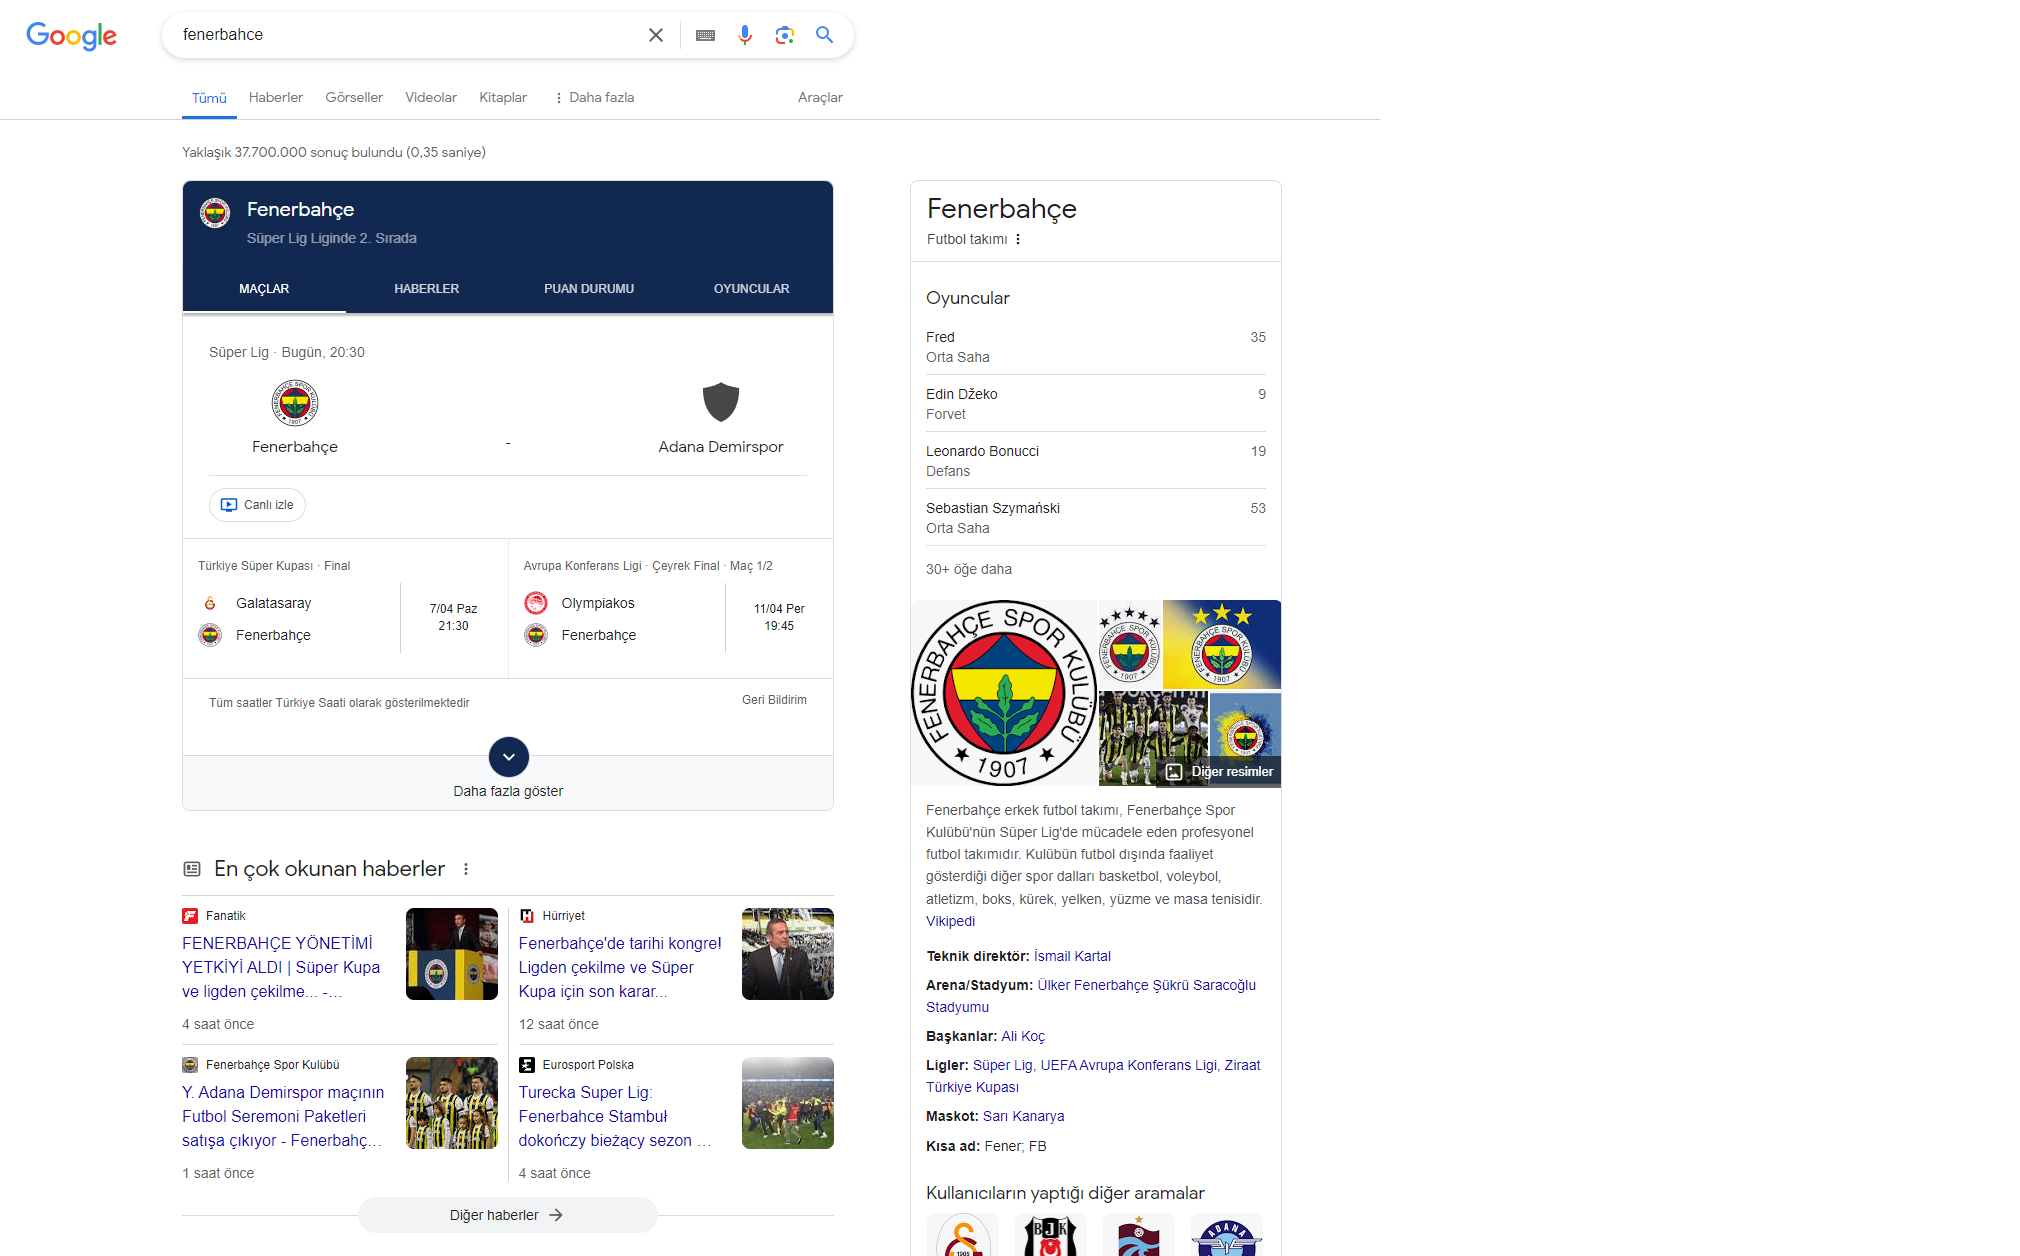 Google
fenerbahce
Tümü
Haberler
Görseller
Videolar
Kitaplar
Daha fazla
Araçlar
Yaklaşık 37.700.000 sonuç bulundu (0,35 saniye)
Fenerbahçe
Süper Lig Liginde 2. Sırada
MAÇLAR
HABERLER
PUAN DURUMU
OYUNCULAR
Süper Lig · Bugün, 20:30
Fenerbahçe
-
Adana Demirspor
Canlı izle
Türkiye Süper Kupası · Final
Galatasaray
Fenerbahçe
7/04 Paz
21:30
Avrupa Konferans Ligi · Çeyrek Final · Maç 1/2
Olympiakos
Fenerbahçe
11/04 Per
19:45
Tüm saatler Türkiye Saati olarak gösterilmektedir
Geri Bildirim
Daha fazla göster
En çok okunan haberler
Fanatik
FENERBAHÇE YÖNETİMİ
YETKİYİ ALDI | Süper Kupa
ve ligden çekilme... -...
4 saat önce
Hürriyet
Fenerbahçe'de tarihi kongre!
Ligden çekilme ve Süper
Kupa için son karar...
12 saat önce
Fenerbahçe Spor Kulübü
Y. Adana Demirspor maçının
Futbol Seremoni Paketleri
satışa çıkıyor - Fenerbahç...
1 saat önce
Eurosport Polska
Turecka Super Lig:
Fenerbahce Stambuł
dokończy bieżący sezon ...
4 saat önce
Diğer haberler
Fenerbahçe
Futbol takımı
Oyuncular
Fred
35
Orta Saha
Edin Džeko
9
Forvet
Leonardo Bonucci
19
Defans
Sebastian Szymański
53
Orta Saha
30+ öğe daha
FENERBAHÇE SPOR KULÜBÜ
1907
Diğer resimler
Fenerbahçe erkek futbol takımı, Fenerbahçe Spor
Kulübü'nün Süper Lig'de mücadele eden profesyonel
futbol takımıdır. Kulübün futbol dışında faaliyet
gösterdiği diğer spor dalları basketbol, voleybol,
atletizm, boks, kürek, yelken, yüzme ve masa tenisidir.
Vikipedi
Teknik direktör: İsmail Kartal
Arena/Stadyum: Ülker Fenerbahçe Şükrü Saracoğlu
Stadyumu
Başkanlar: Ali Koç
Ligler: Süper Lig, UEFA Avrupa Konferans Ligi, Ziraat
Türkiye Kupası
Maskot: Sarı Kanarya
Kısa ad: Fener; FB
Kullanıcıların yaptığı diğer aramalar
1905
BJK
ADANA